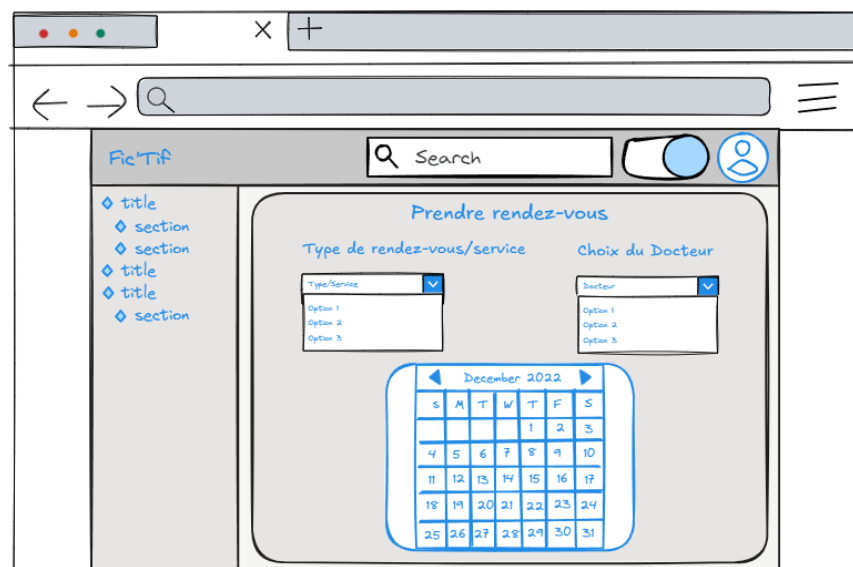 Fic'Tif
Search
title
section
section
title
title
section
Prendre rendez-vous
Type de rendez-vous/service
Choix du Docteur
Type/Service
Option 1
Option 2
Option 3
Docteur
Option 1
Option 2
Option 3
December 2022
S M T W T F S
1 2 3
4 5 6 7 8 9 10
11 12 13 14 15 16 17
18 19 20 21 22 23 24
25 26 27 28 29 30 31